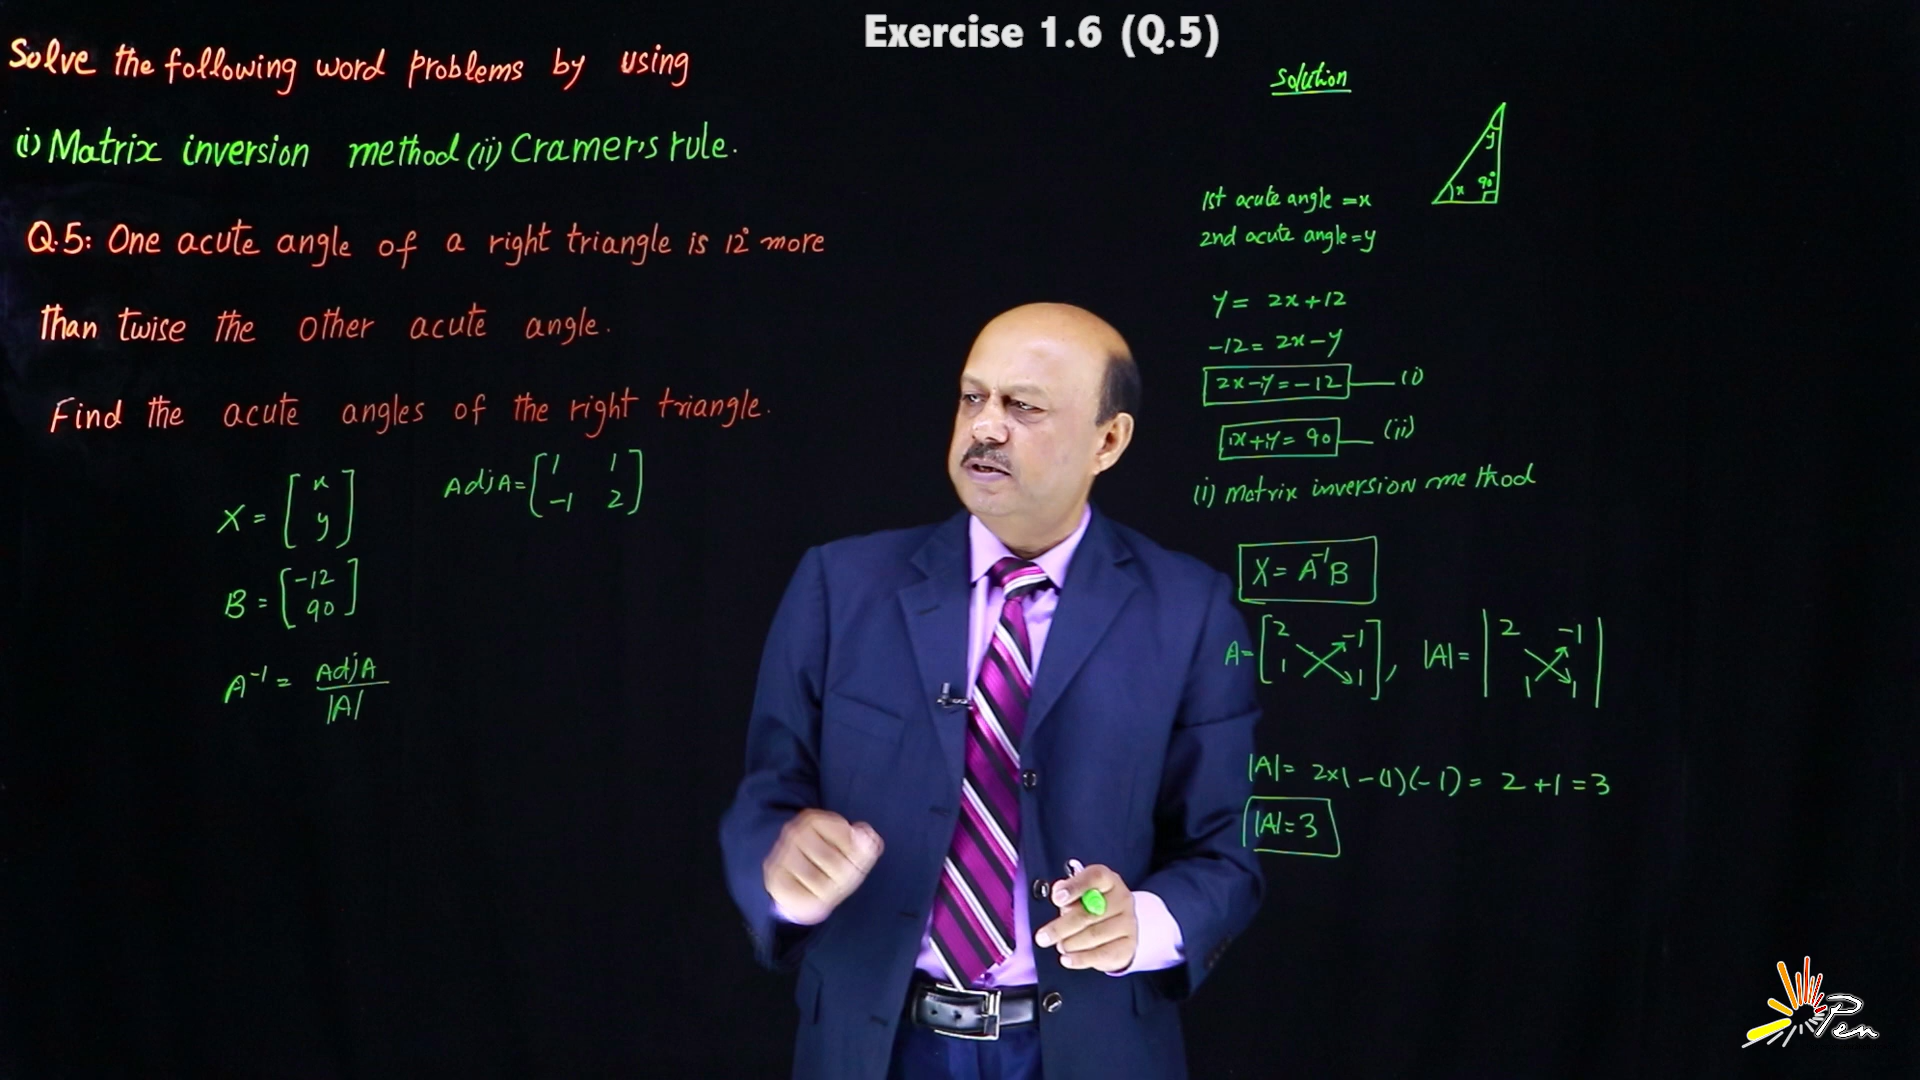 Exercise 1.6 (Q.5)
Solve the following word problems by using
(i) Matrix inversion method (ii) Cramer's rule.
Q.5: One acute angle of a right triangle is 12° more
than twise the other acute angle.
Find the acute angles of the right triangle.
X = [x
y]
B = [-12
90]
A⁻¹ = AdjA
|A|
AdjA = [1 1
-1 2]
Solution
y
x 90°
1st acute angle = x
2nd acute angle = y
y = 2x + 12
-12 = 2x - y
2x - y = -12 (i)
1x + y = 90 (ii)
(i) Matrix inversion method
X = A⁻¹B
A = [2 -1
1 1], |A| = |2 -1
1 1|
|A| = 2×1 - (1)(-1) = 2 + 1 = 3
|A| = 3
Pen